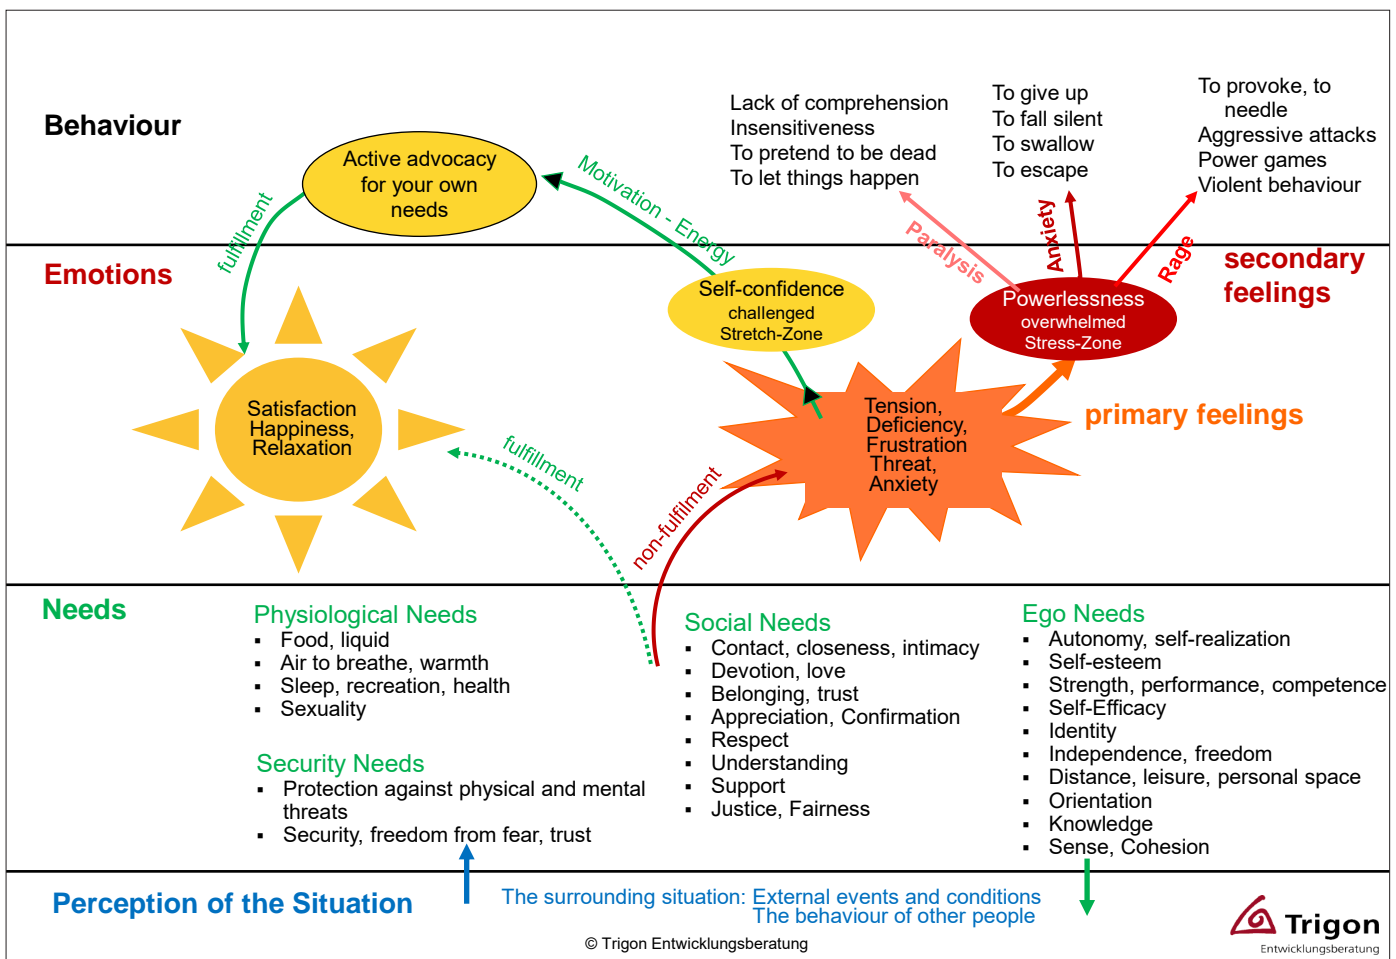 Behaviour
Active advocacy
for your own
needs
fulfillment
Motivation - Energy
Lack of comprehension
Insensitiveness
To pretend to be dead
To let things happen
To give up
To fall silent
To swallow
To escape
To provoke, to
needle
Aggressive attacks
Power games
Violent behaviour
Paralysis
Anxiety
Rage
Emotions
secondary
feelings
Self-confidence
challenged
Stretch-Zone
Powerlessness
overwhelmed
Stress-Zone
Satisfaction
Happiness,
Relaxation
fulfillment
non-fulfilment
Tension,
Deficiency,
Frustration
Threat,
Anxiety
primary feelings
Needs
Physiological Needs
▪ Food, liquid
▪ Air to breathe, warmth
▪ Sleep, recreation, health
▪ Sexuality
Security Needs
▪ Protection against physical and mental
threats
▪ Security, freedom from fear, trust
Social Needs
▪ Contact, closeness, intimacy
▪ Devotion, love
▪ Belonging, trust
▪ Appreciation, Confirmation
▪ Respect
▪ Understanding
▪ Support
▪ Justice, Fairness
Ego Needs
▪ Autonomy, self-realization
▪ Self-esteem
▪ Strength, performance, competence
▪ Self-Efficacy
▪ Identity
▪ Independence, freedom
▪ Distance, leisure, personal space
▪ Orientation
▪ Knowledge
▪ Sense, Cohesion
Perception of the Situation
The surrounding situation: External events and conditions
The behaviour of other people
© Trigon Entwicklungsberatung
Trigon
Entwicklungsberatung